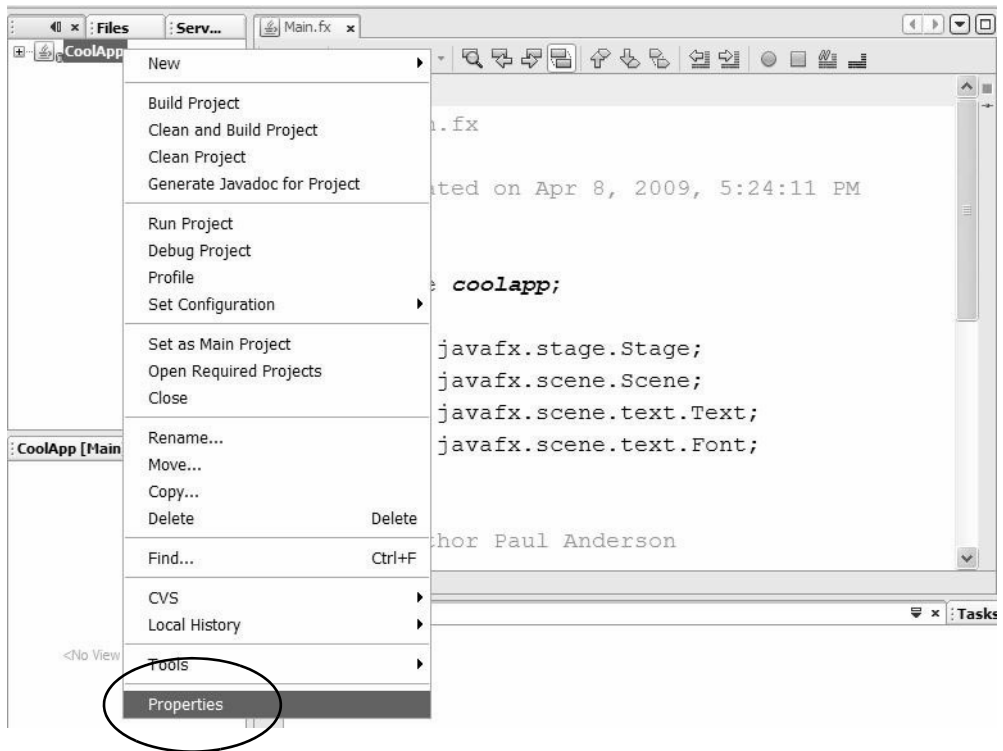 Files
Serv...
Main.fx
CoolApp
New
Build Project
Clean and Build Project
Clean Project
Generate Javadoc for Project
Run Project
Debug Project
Profile
Set Configuration
Set as Main Project
Open Required Projects
Close
Rename...
Move...
Copy...
Delete Delete
Find... Ctrl+F
CVS
Local History
Tools
Properties
.fx
ted on Apr 8, 2009, 5:24:11 PM
coolapp;
javafx.stage.Stage;
javafx.scene.Scene;
javafx.scene.text.Text;
javafx.scene.text.Font;
hor Paul Anderson
CoolApp [Main
<No View
Tasks